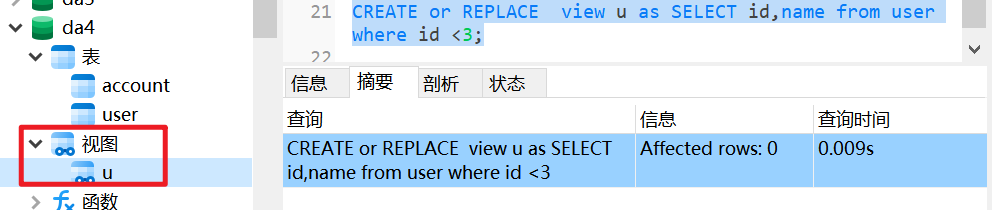 da3
da4
表
account
user
视图
u
函数
21 CREATE or REPLACE  view u as SELECT id,name from user
where id <3;
22
信息 摘要 剖析 状态
查询 信息 查询时间
CREATE or REPLACE  view u as SELECT Affected rows: 0 0.009s
id,name from user where id <3